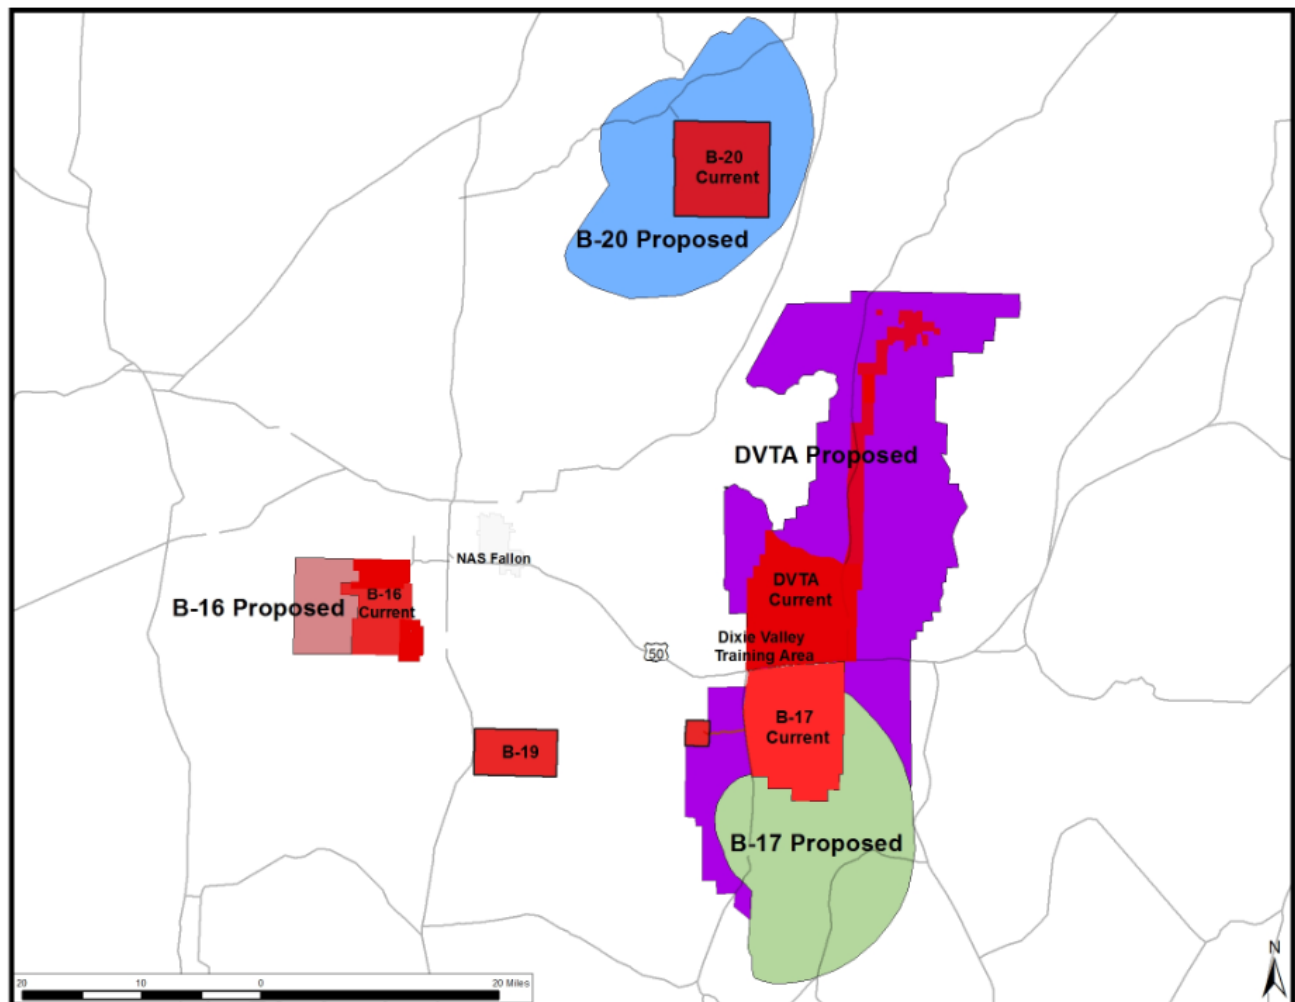 B-20
Current
B-20 Proposed
DVTA Proposed
NAS Fallon
DVTA
Current
B-16
Current
B-16 Proposed
Dixie Valley
Training Area
50
B-17
Current
B-19
B-17 Proposed
N
20 10 0 20 Miles